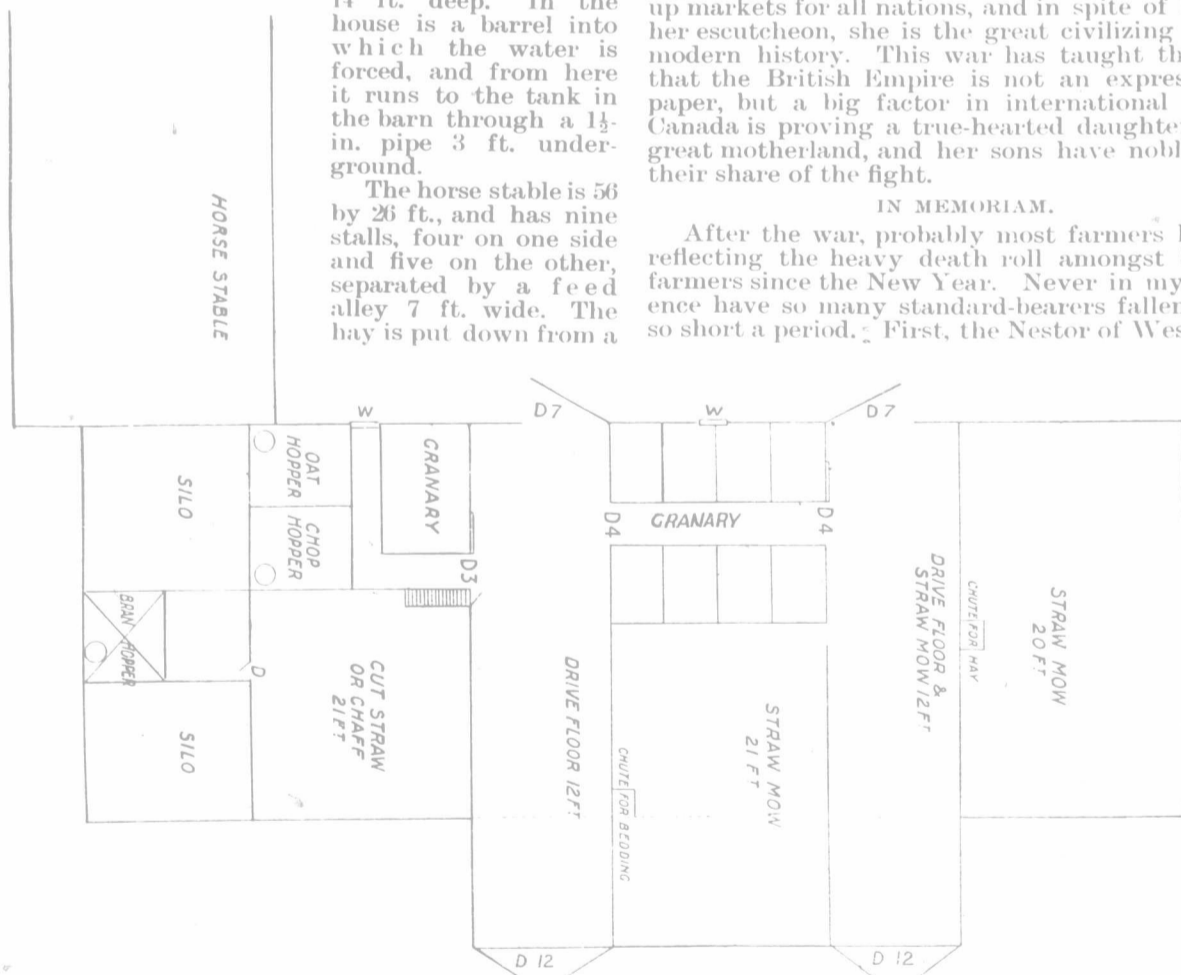 14 ft. deep. In the
house is a barrel into
which the water is
forced, and from here
it runs to the tank in
the barn through a 1½-
in. pipe 3 ft. under-
ground.
The horse stable is 56
by 26 ft., and has nine
stalls, four on one side
and five on the other,
separated by a feed
alley 7 ft. wide. The
hay is put down from a
up markets for all nations, and in spite of
her escutcheon, she is the great civilizing
modern history. This war has taught
that the British Empire is not an
paper, but a big factor in international
Canada is proving a true-hearted
great motherland, and her sons have
their share of the fight.
IN MEMORIAM.
After the war, probably most farmers
reflecting the heavy death roll amongst
farmers since the New Year. Never in my
ence have so many standard-bearers
so short a period. First, the Nestor of
HORSE STABLE
W
D7
W
D7
SILO
OAT
HOPPER
CHOP
HOPPER
GRANARY
D3
D4
GRANARY
D4
DRIVE FLOOR &
STRAW MOW 12 FT
CHUTE FOR HAY
STRAW MOW
20 FT
BRAN HOPPER
D
SILO
CUT STRAW
OR CHAFF
21 FT
DRIVE FLOOR 12 FT
CHUTE FOR BEDDING
STRAW MOW
21 FT
D 12
D 12